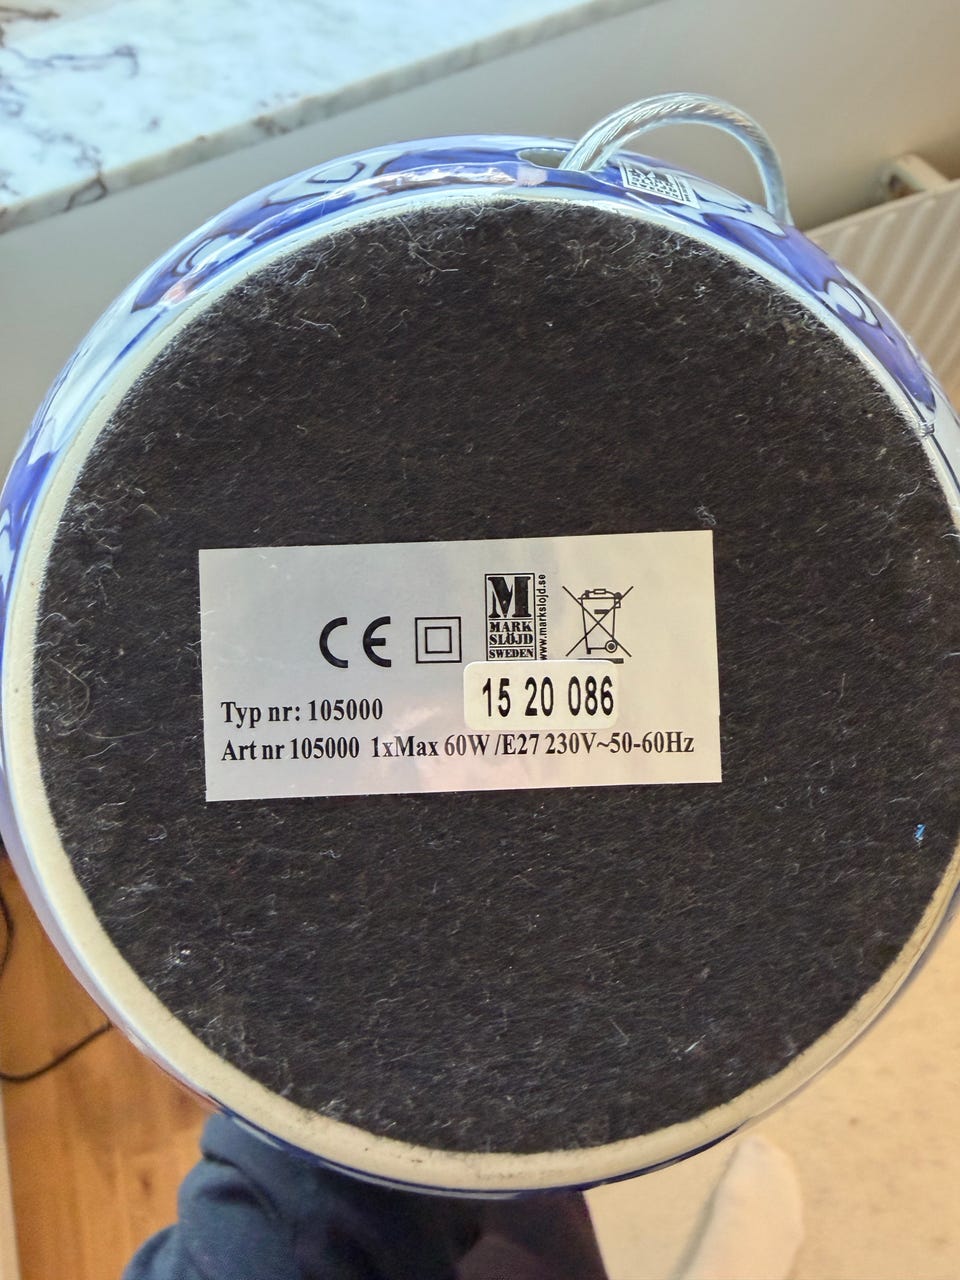 CE
M
MARK
SLÖJD
SWEDEN
www.markslojd.se
15 20 086
Typ nr: 105000
Art nr 105000 1xMax 60W /E27 230V~50-60Hz